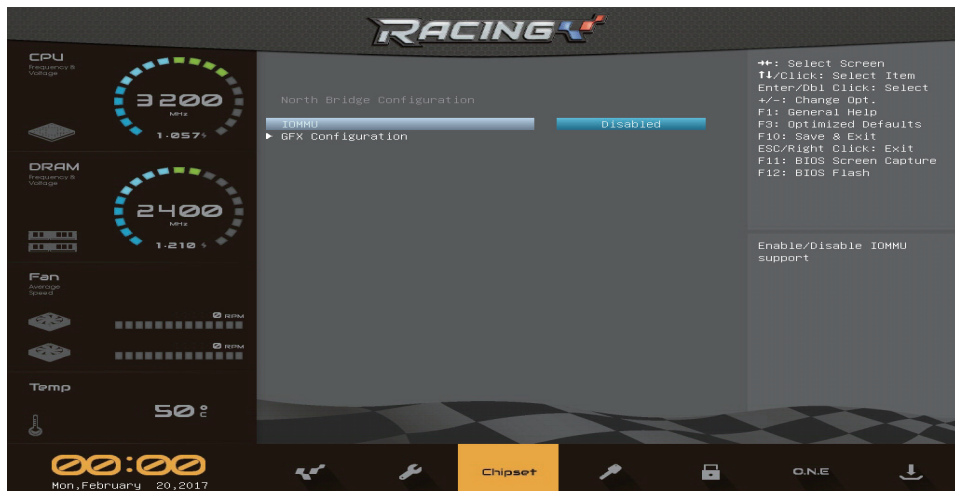 RACING
CPU
Frequency &
Voltage
3200
MHz
1.057
DRAM
Frequency &
Voltage
2400
MHz
1.210
Fan
Average
Speed
0 RPM
0 RPM
Temp
50 °C
North Bridge Configuration
IOMMU Disabled
► GFX Configuration
→←: Select Screen
↑↓/Click: Select Item
Enter/Dbl Click: Select
+/-: Change Opt.
F1: General Help
F3: Optimized Defaults
F10: Save & Exit
ESC/Right Click: Exit
F11: BIOS Screen Capture
F12: BIOS Flash
Enable/Disable IOMMU
support
00:00
Mon,February 20,2017
Chipset
O.N.E